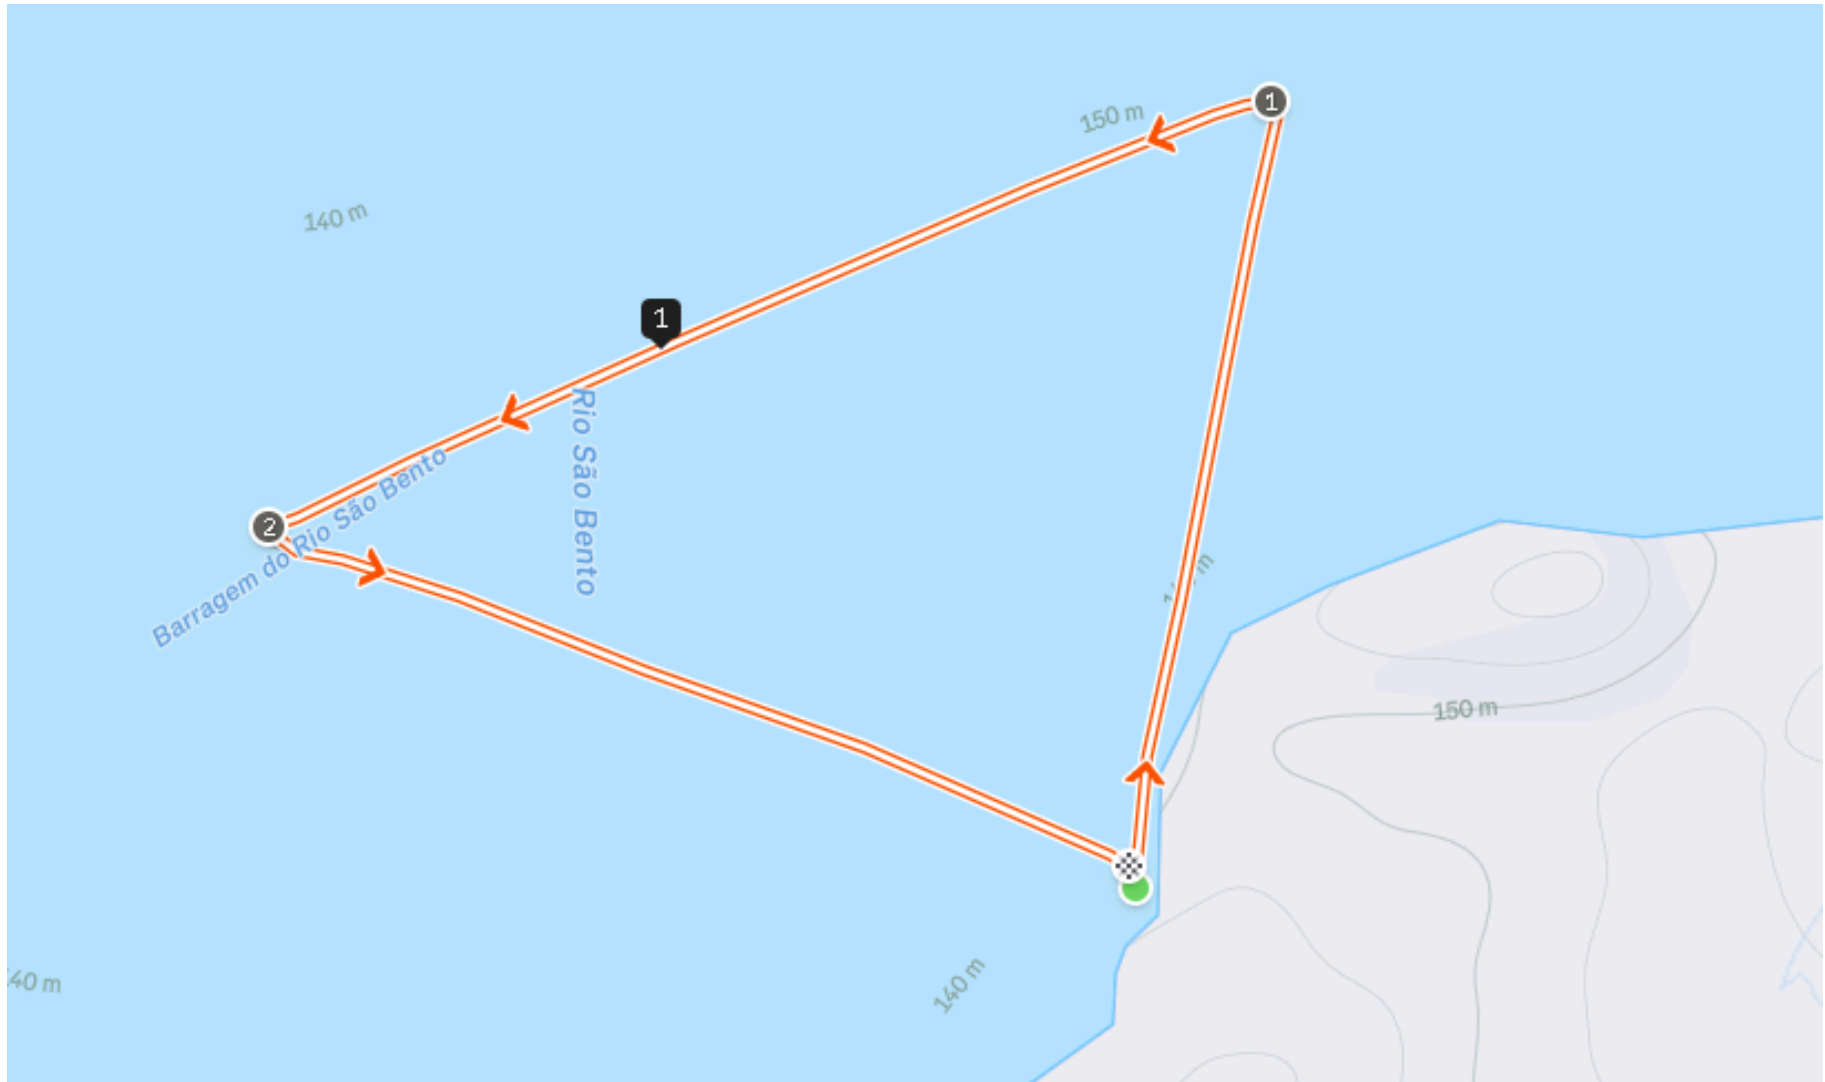 1
150 m
140 m
1
Rio São Bento
2
Barragem do Rio São Bento
150 m
40 m
140 m